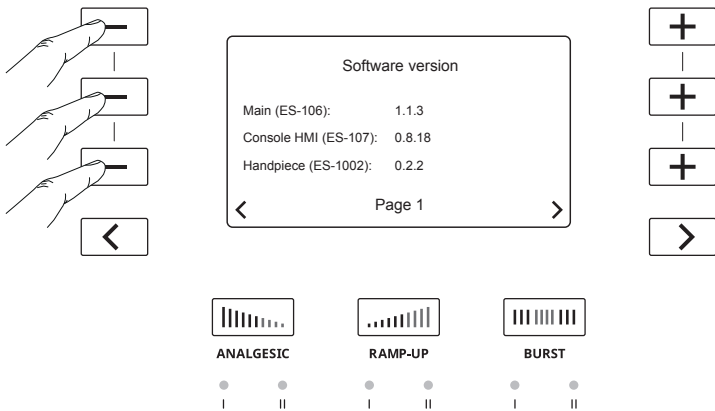 Software version
Main (ES-106): 1.1.3
Console HMI (ES-107): 0.8.18
Handpiece (ES-1002): 0.2.2
Page 1
ANALGESIC RAMP-UP BURST
I II I II I II